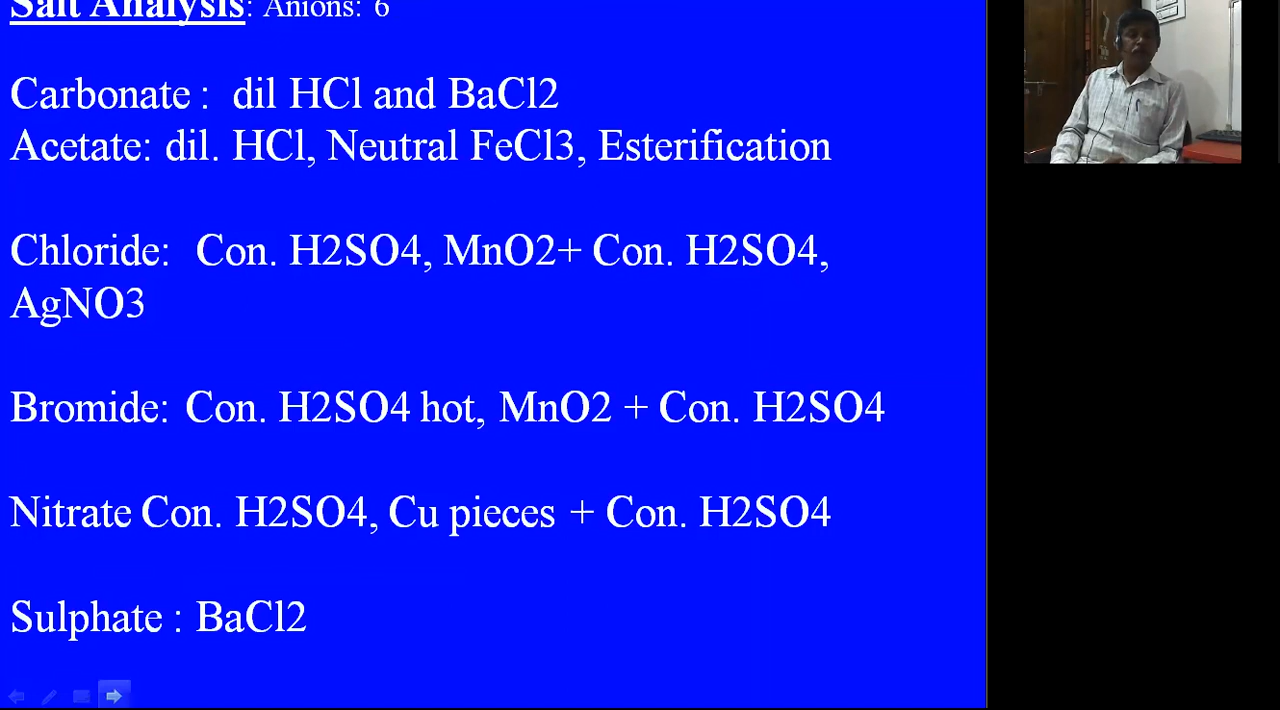 Salt Analysis: Anions: 6
Carbonate : dil HCl and BaCl2
Acetate: dil. HCl, Neutral FeCl3, Esterification
Chloride: Con. H2SO4, MnO2+ Con. H2SO4,
AgNO3
Bromide: Con. H2SO4 hot, MnO2 + Con. H2SO4
Nitrate Con. H2SO4, Cu pieces + Con. H2SO4
Sulphate : BaCl2